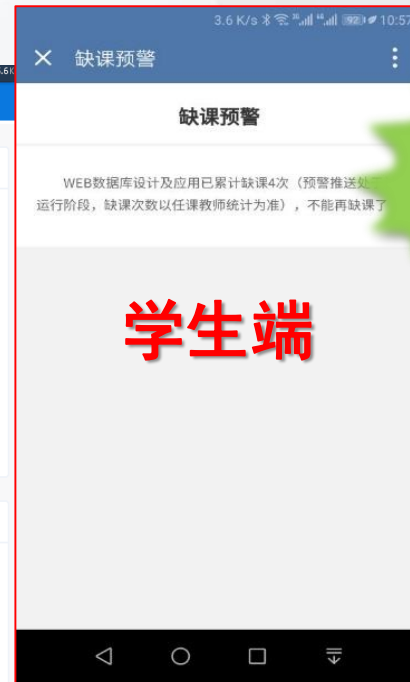 3.6 K/s 92 10:57
缺课预警
缺课预警
WEB数据库设计及应用已累计缺课4次（预警推送处
运行阶段，缺课次数以任课教师统计为准），不能再缺课了
学生端